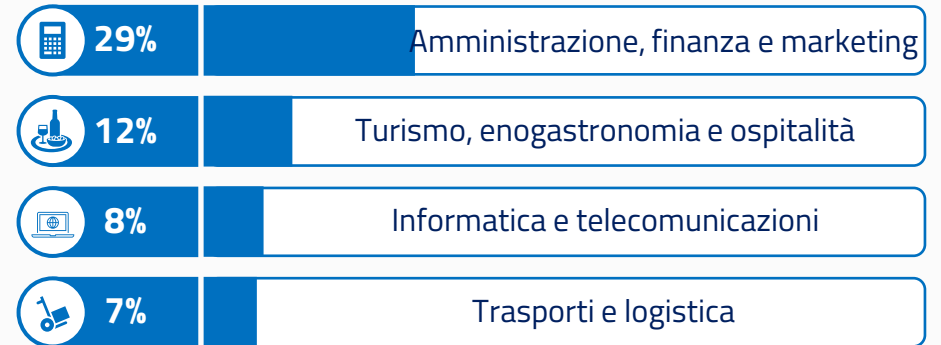 29% Amministrazione, finanza e marketing
12% Turismo, enogastronomia e ospitalità
8% Informatica e telecomunicazioni
7% Trasporti e logistica